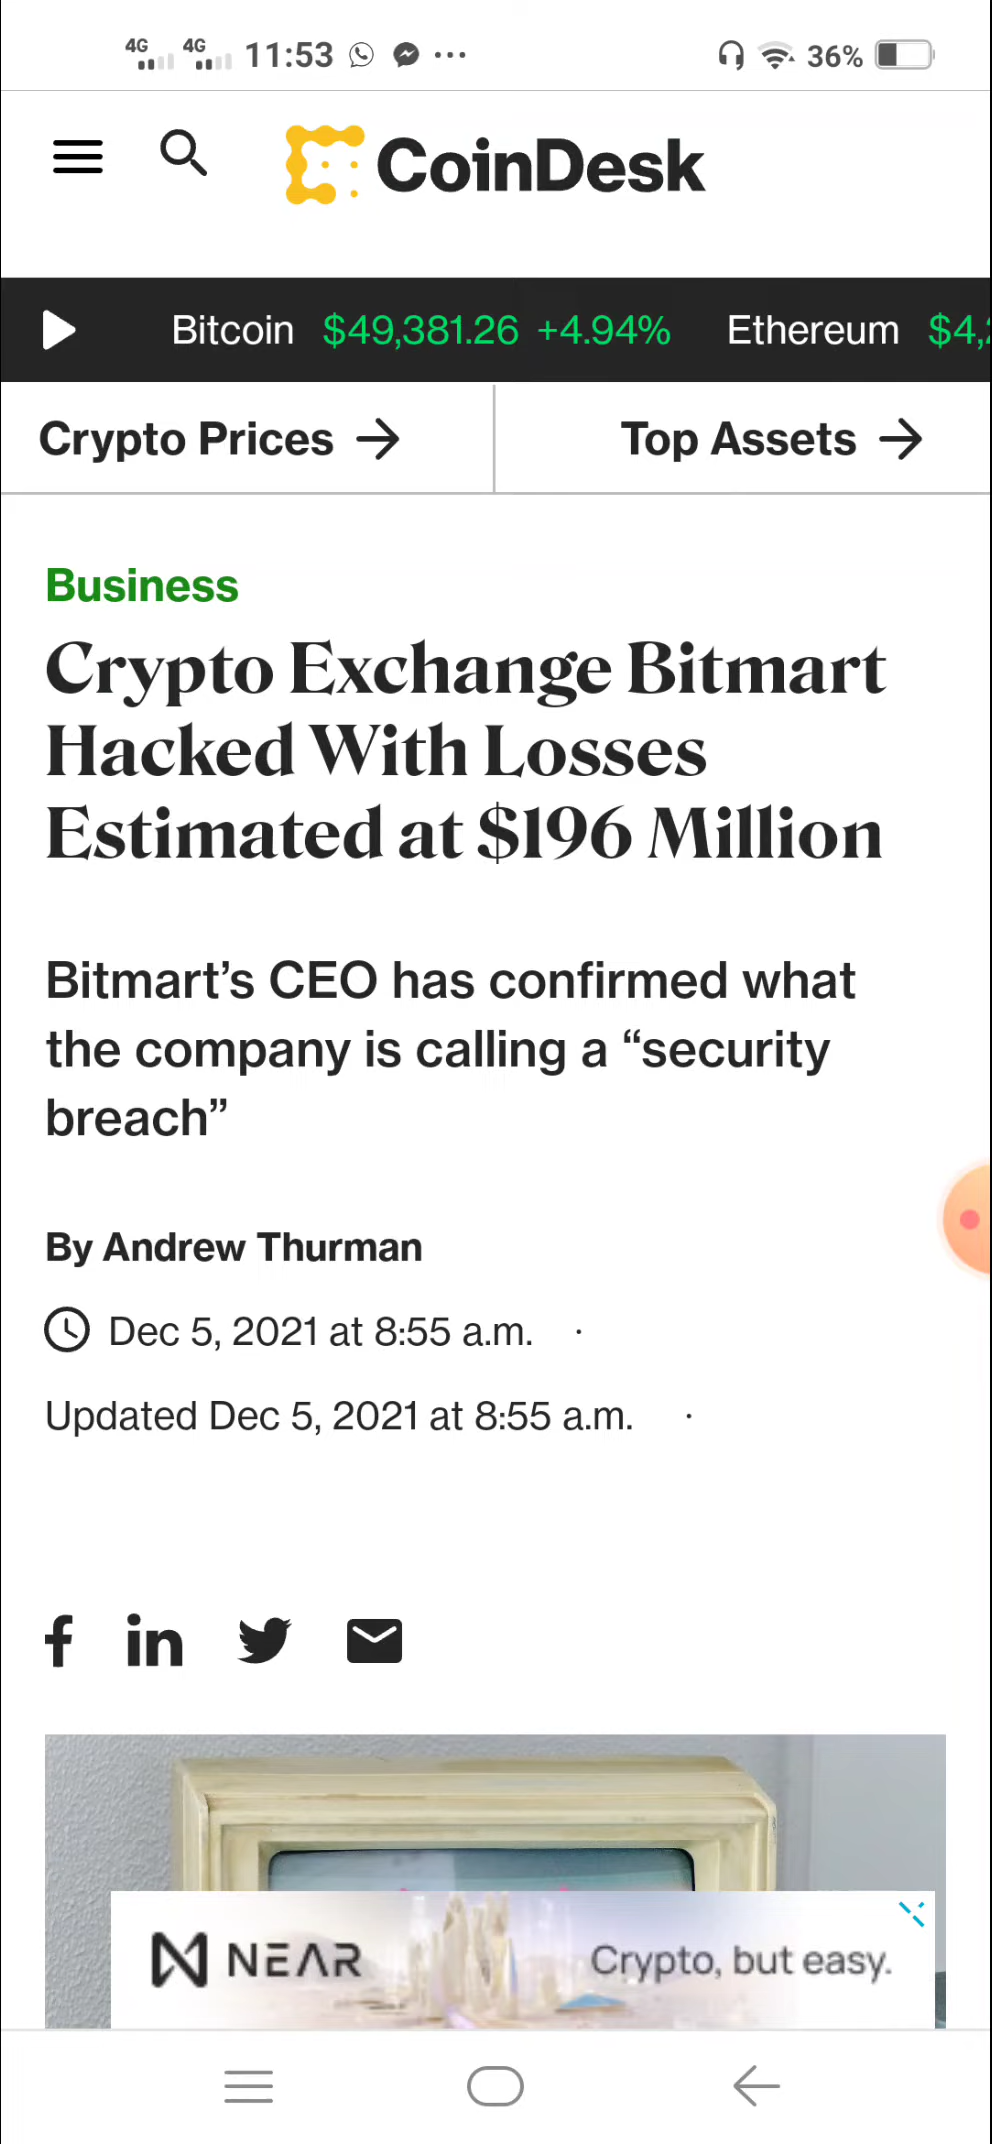 4G 4G 11:53 ... 36%
CoinDesk
Bitcoin $49,381.26 +4.94% Ethereum $4,
Crypto Prices → Top Assets →
Business
Crypto Exchange Bitmart
Hacked With Losses
Estimated at $196 Million
Bitmart’s CEO has confirmed what
the company is calling a “security
breach”
By Andrew Thurman
Dec 5, 2021 at 8:55 a.m. ·
Updated Dec 5, 2021 at 8:55 a.m. ·
f in
NEAR Crypto, but easy.